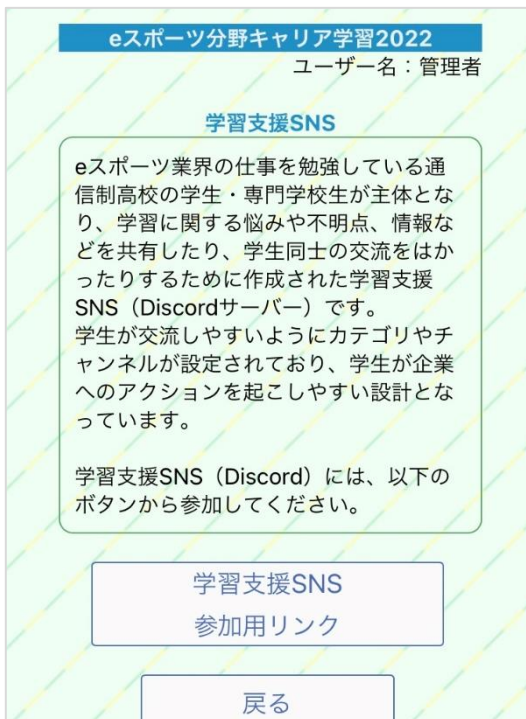 eスポーツ分野キャリア学習2022
ユーザー名：管理者
学習支援SNS
eスポーツ業界の仕事を勉強している通
信制高校の学生・専門学校生が主体とな
り、学習に関する悩みや不明点、情報な
どを共有したり、学生同士の交流をはか
ったりするために作成された学習支援
SNS（Discordサーバー）です。
学生が交流しやすいようにカテゴリやチ
ャンネルが設定されており、学生が企業
へのアクションを起こしやすい設計とな
っています。
学習支援SNS（Discord）には、以下の
ボタンから参加してください。
学習支援SNS
参加用リンク
戻る